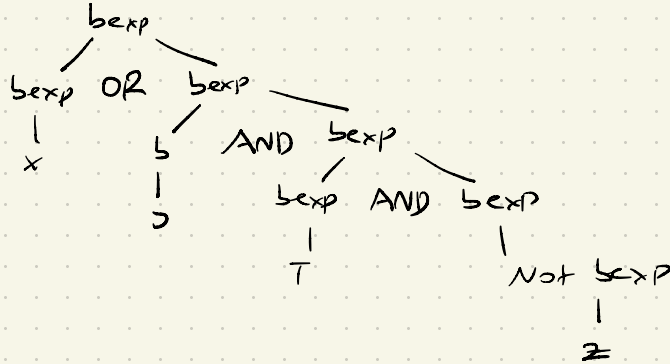 bexp
bexp OR bexp
b AND bexp
x
bexp AND bexp
T
Not bexp
z